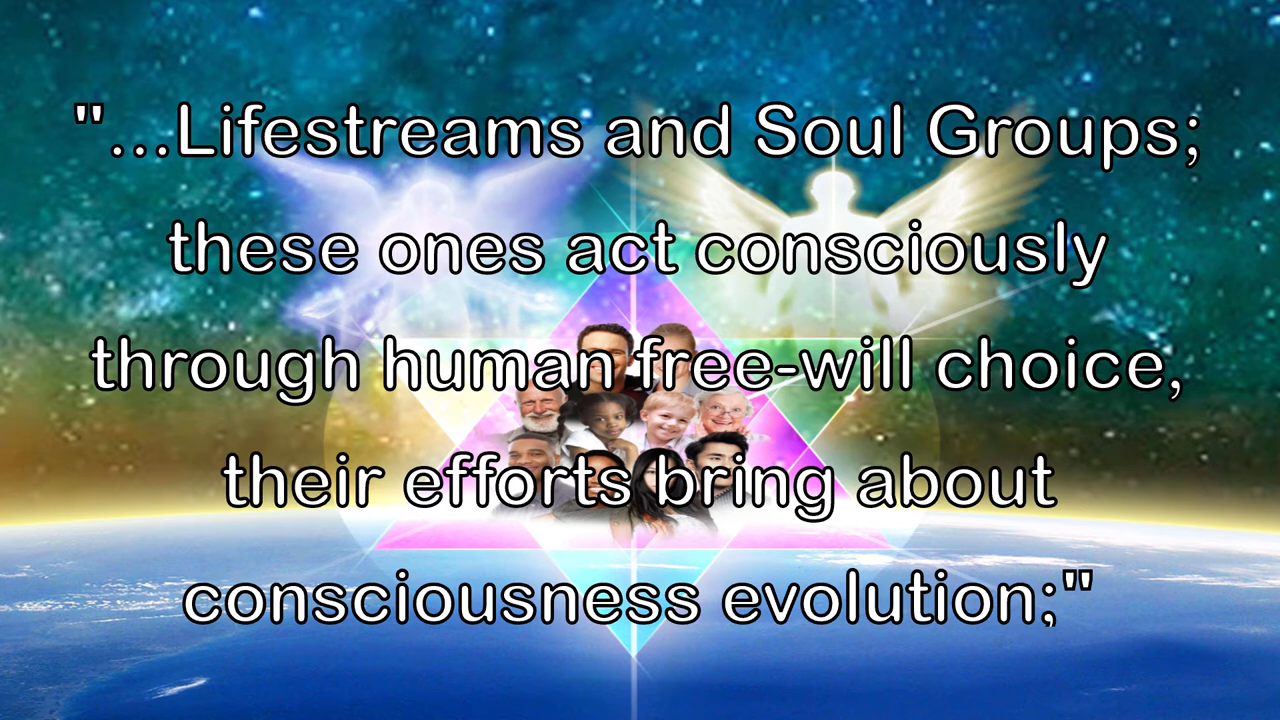 "...Lifestreams and Soul Groups;
these ones act consciously
through human free-will choice,
their efforts bring about
consciousness evolution;"